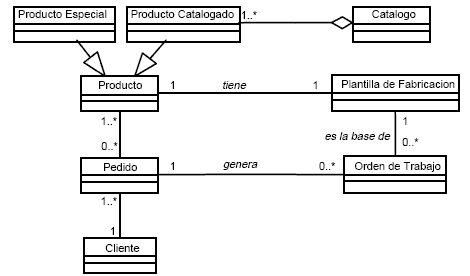 Producto Especial
Producto Catalogado
1..*
Catalogo
Producto
1
tiene
1
Plantilla de Fabricacion
1..*
1
es la base de
0..*
0..*
Pedido
1
genera
0..*
Orden de Trabajo
1..*
1
Cliente